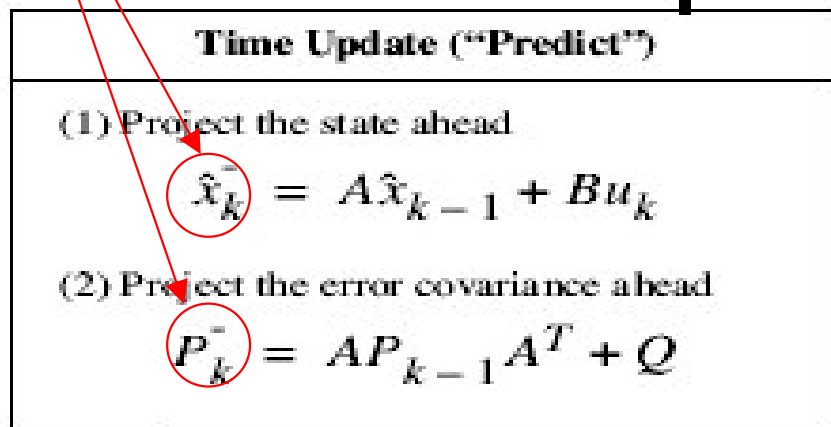 Time Update (“Predict”)
(1) Project the state ahead
x̂ₖ⁻ = Ax̂ₖ₋₁ + Buₖ
(2) Project the error covariance ahead
Pₖ⁻ = APₖ₋₁Aᵀ + Q